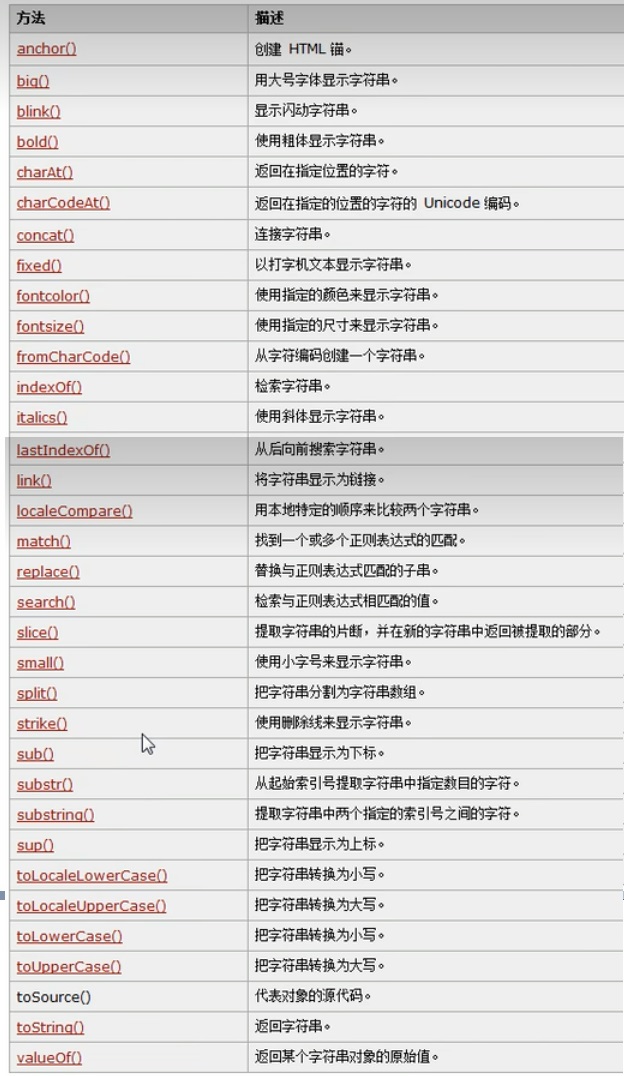 方法 描述
anchor() 创建 HTML 锚。
big() 用大号字体显示字符串。
blink() 显示闪动字符串。
bold() 使用粗体显示字符串。
charAt() 返回在指定位置的字符。
charCodeAt() 返回在指定的位置的字符的 Unicode 编码。
concat() 连接字符串。
fixed() 以打字机文本显示字符串。
fontcolor() 使用指定的颜色来显示字符串。
fontsize() 使用指定的尺寸来显示字符串。
fromCharCode() 从字符编码创建一个字符串。
indexOf() 检索字符串。
italics() 使用斜体显示字符串。
lastIndexOf() 从后向前搜索字符串。
link() 将字符串显示为链接。
localeCompare() 用本地特定的顺序来比较两个字符串。
match() 找到一个或多个正则表达式的匹配。
replace() 替换与正则表达式匹配的子串。
search() 检索与正则表达式相匹配的值。
slice() 提取字符串的片断，并在新的字符串中返回被提取的部分。
small() 使用小字号来显示字符串。
split() 把字符串分割为字符串数组。
strike() 使用删除线来显示字符串。
sub() 把字符串显示为下标。
substr() 从起始索引号提取字符串中指定数目的字符。
substring() 提取字符串中两个指定的索引号之间的字符。
sup() 把字符串显示为上标。
toLocaleLowerCase() 把字符串转换为小写。
toLocaleUpperCase() 把字符串转换为大写。
toLowerCase() 把字符串转换为小写。
toUpperCase() 把字符串转换为大写。
toSource() 代表对象的源代码。
toString() 返回字符串。
valueOf() 返回某个字符串对象的原始值。